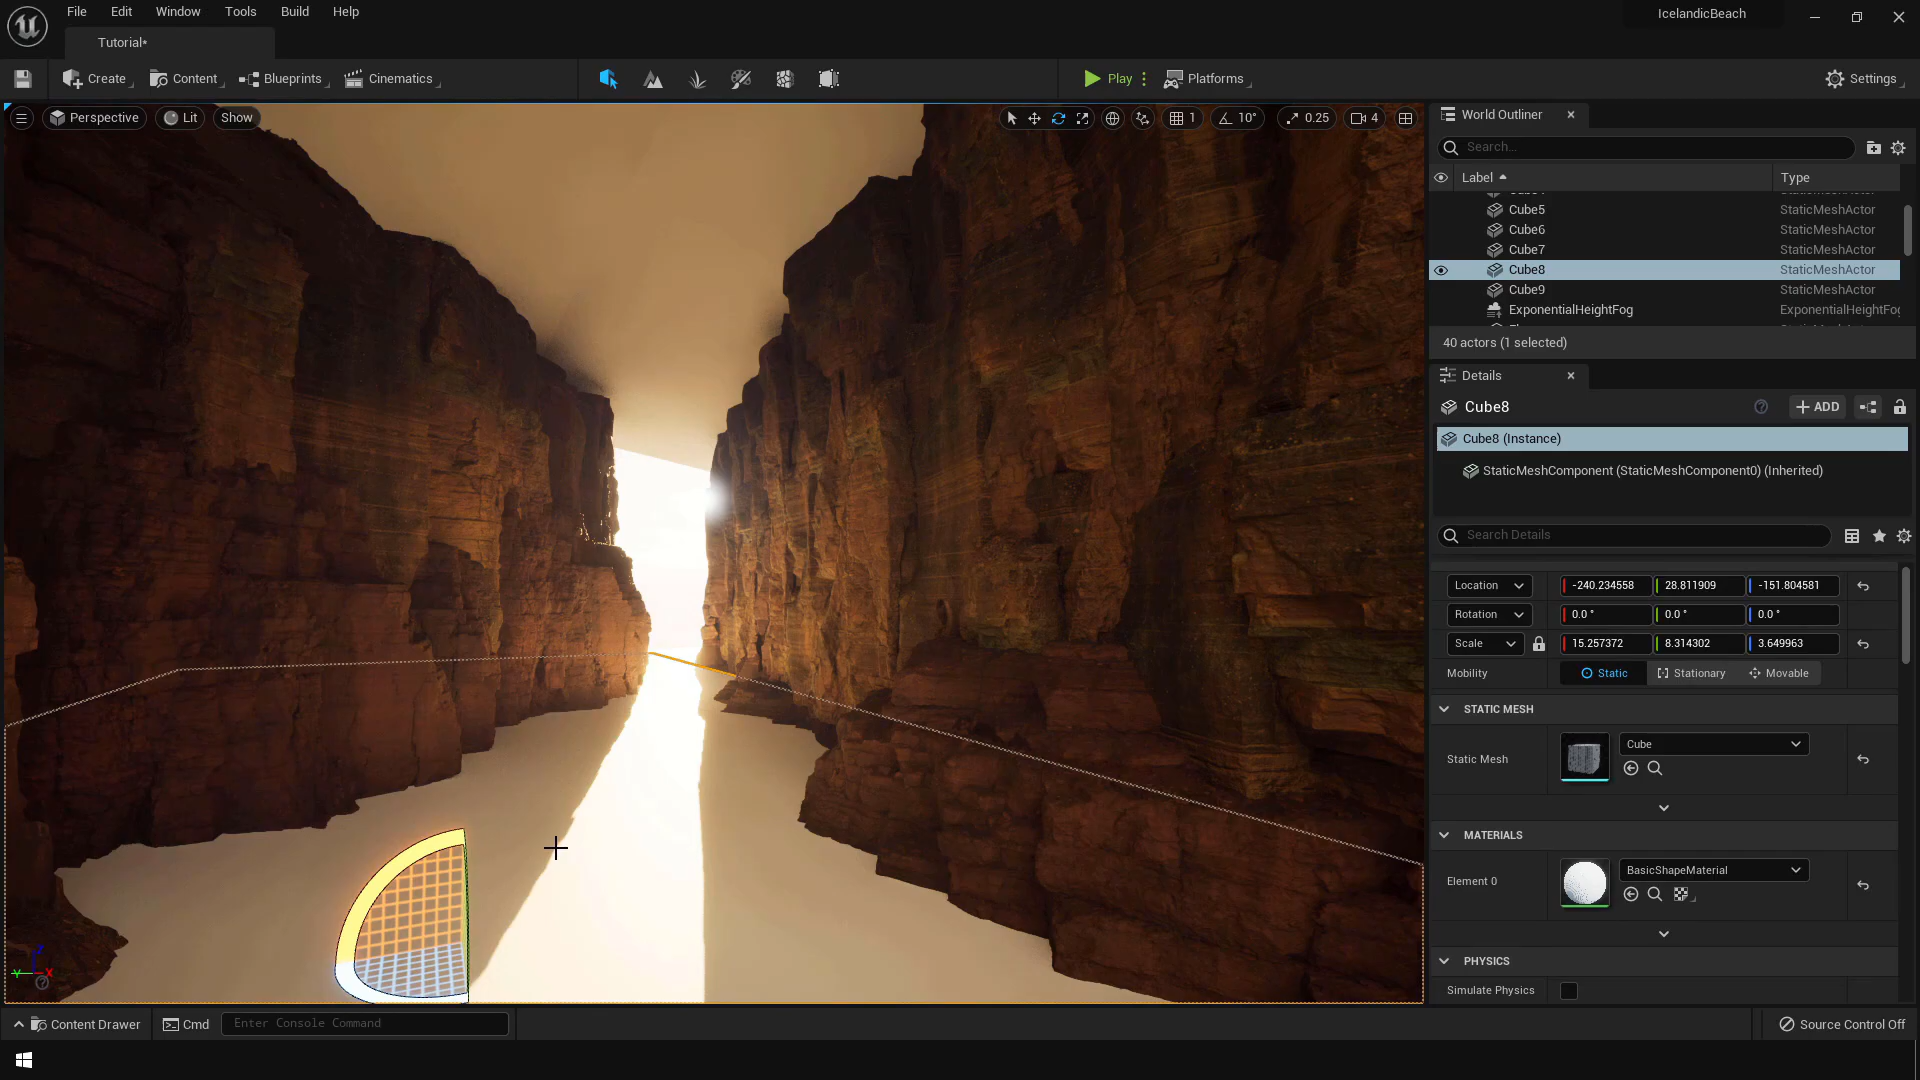 File Edit Window Tools Build Help
IcelandicBeach
Tutorial*
Create Content Blueprints Cinematics Play Platforms Settings
Perspective Lit Show 1 10° 0.25 4
World Outliner
Search...
Label Type
Cube5 StaticMeshActor
Cube6 StaticMeshActor
Cube7 StaticMeshActor
Cube8 StaticMeshActor
Cube9 StaticMeshActor
ExponentialHeightFog ExponentialHeightFog
40 actors (1 selected)
Details
Cube8 ADD
Cube8 (Instance)
StaticMeshComponent (StaticMeshComponent0) (Inherited)
Search Details
Location -240.234558 28.811909 -151.804581
Rotation 0.0 ° 0.0 ° 0.0 °
Scale 15.257372 8.314302 3.649963
Mobility Static Stationary Movable
STATIC MESH
Static Mesh Cube
MATERIALS
Element 0 BasicShapeMaterial
PHYSICS
Simulate Physics
Content Drawer Cmd Enter Console Command Source Control Off